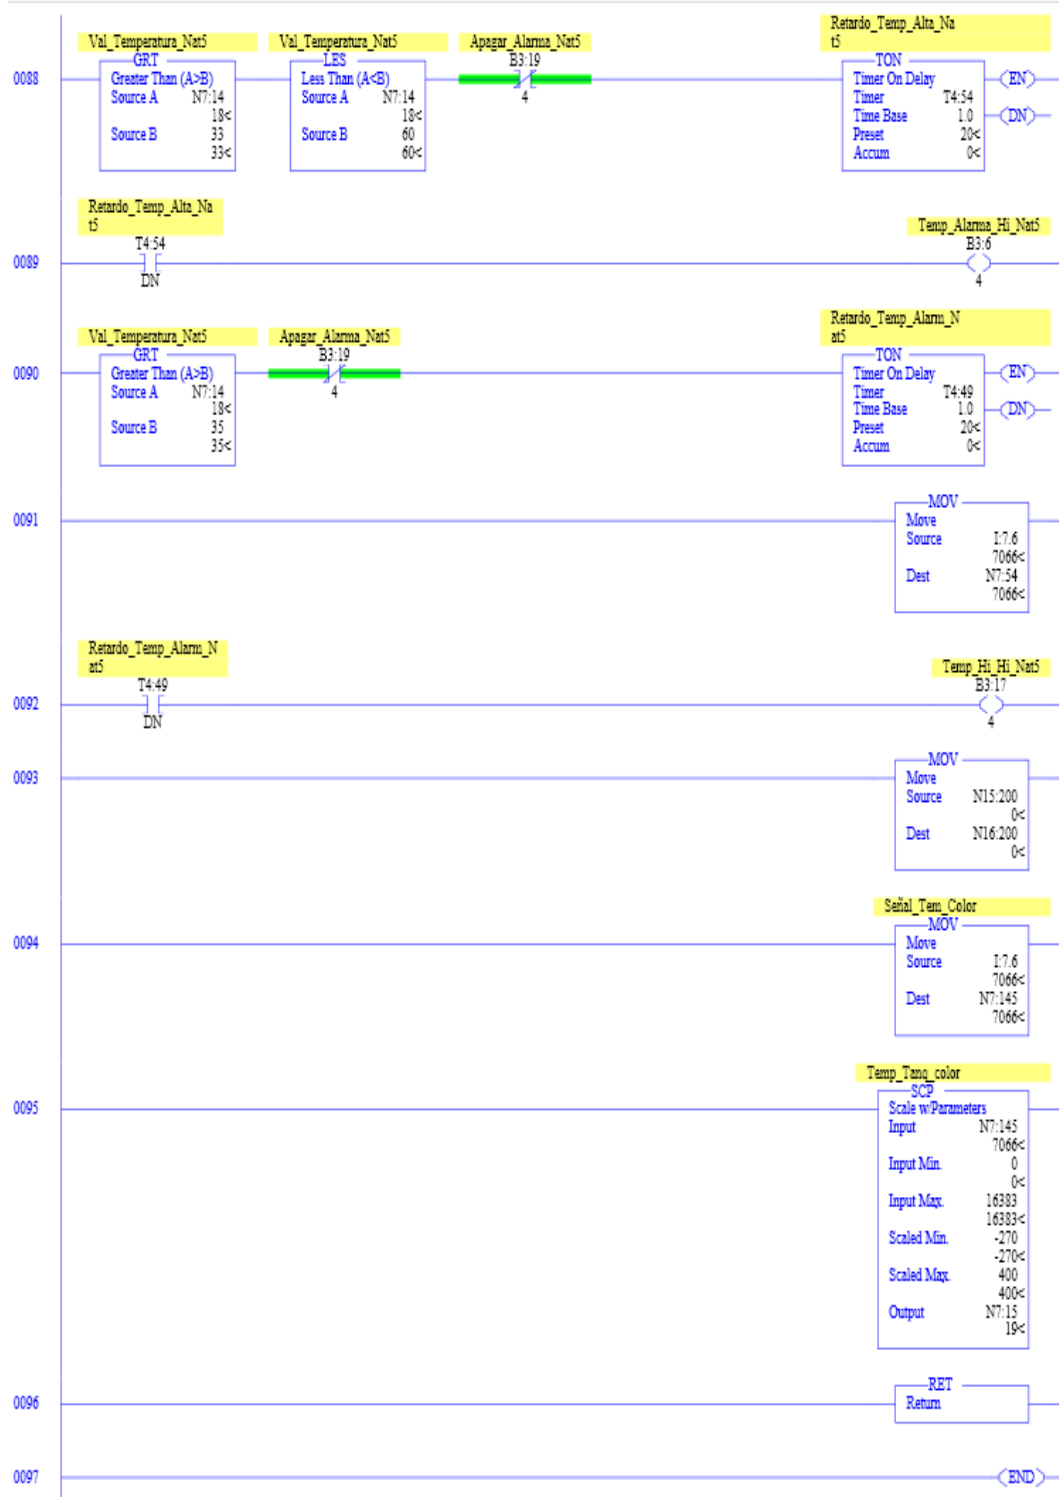 Val_Temperatura_Nat5
GRT
Greater Than (A>B)
Source A N7:14
18<
Source B 33
33<
Val_Temperatura_Nat5
LES
Less Than (A<B)
Source A N7:14
18<
Source B 60
60<
Apagar_Alarma_Nat5
B3:19
4
Retardo_Temp_Alta_Na
t5
TON
Timer On Delay
Timer T4:54
Time Base 1.0
Preset 20<
Accum 0<
EN
DN
0088
Retardo_Temp_Alta_Na
t5
T4:54
DN
Temp_Alarma_Hi_Nat5
B3:6
4
0089
Val_Temperatura_Nat5
GRT
Greater Than (A>B)
Source A N7:14
18<
Source B 35
35<
Apagar_Alarma_Nat5
B3:19
4
Retardo_Temp_Alarm_N
at5
TON
Timer On Delay
Timer T4:49
Time Base 1.0
Preset 20<
Accum 0<
EN
DN
0090
0091
MOV
Move
Source I:7.6
7066<
Dest N7:54
7066<
Retardo_Temp_Alarm_N
at5
T4:49
DN
Temp_Hi_Hi_Nat5
B3:17
4
0092
0093
MOV
Move
Source N15:200
0<
Dest N16:200
0<
0094
Señal_Tem_Color
MOV
Move
Source I:7.6
7066<
Dest N7:145
7066<
0095
Temp_Tanq_color
SCP
Scale w/Parameters
Input N7:145
7066<
Input Min. 0
0<
Input Max. 16383
16383<
Scaled Min. -270
-270<
Scaled Max. 400
400<
Output N7:15
19<
0096
RET
Return
0097
END